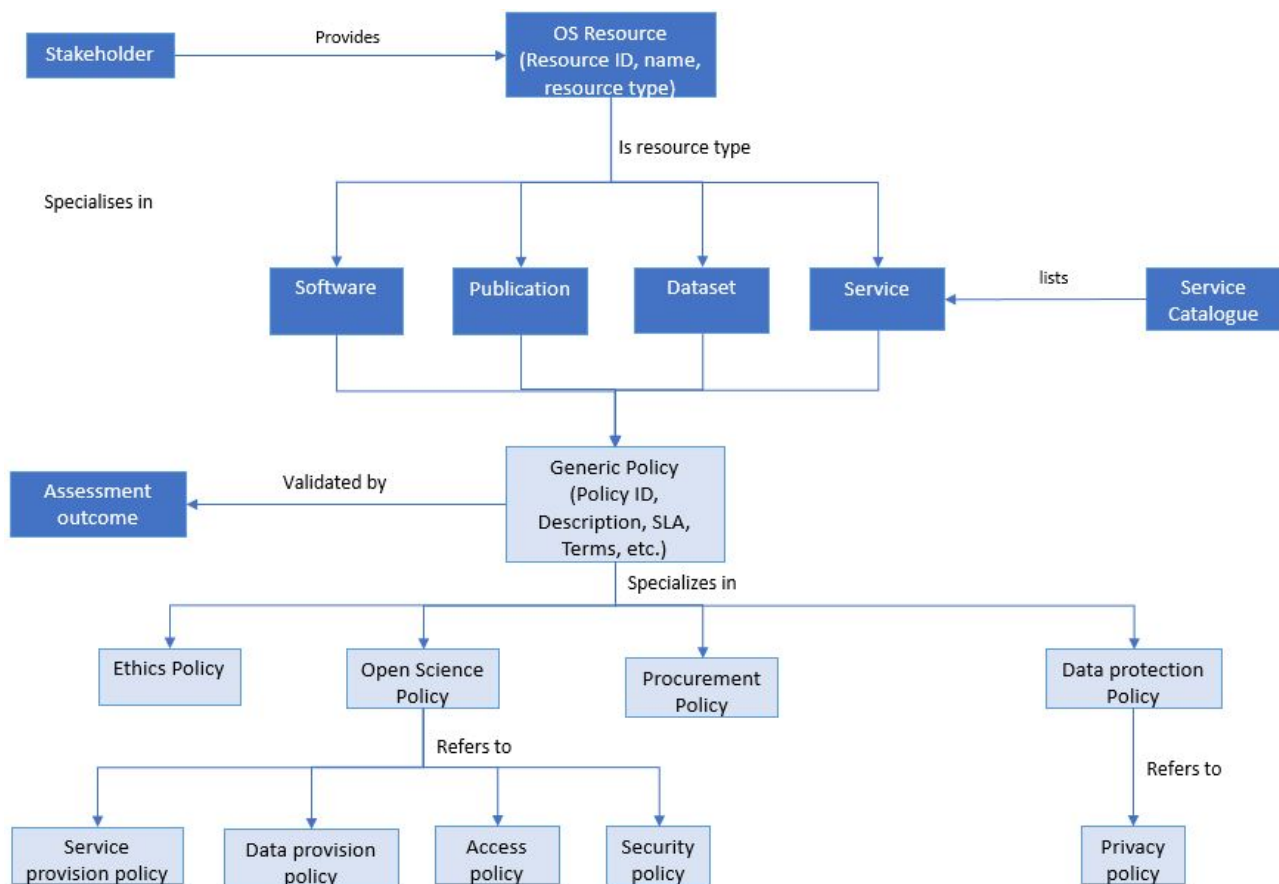 Stakeholder
Provides
OS Resource
(Resource ID, name,
resource type)
Is resource type
Specialises in
Software
Publication
Dataset
Service
lists
Service
Catalogue
Generic Policy
(Policy ID,
Description, SLA,
Terms, etc.)
Validated by
Assessment
outcome
Specializes in
Ethics Policy
Open Science
Policy
Procurement
Policy
Data protection
Policy
Refers to
Refers to
Service
provision policy
Data provision
policy
Access
policy
Security
policy
Privacy
policy